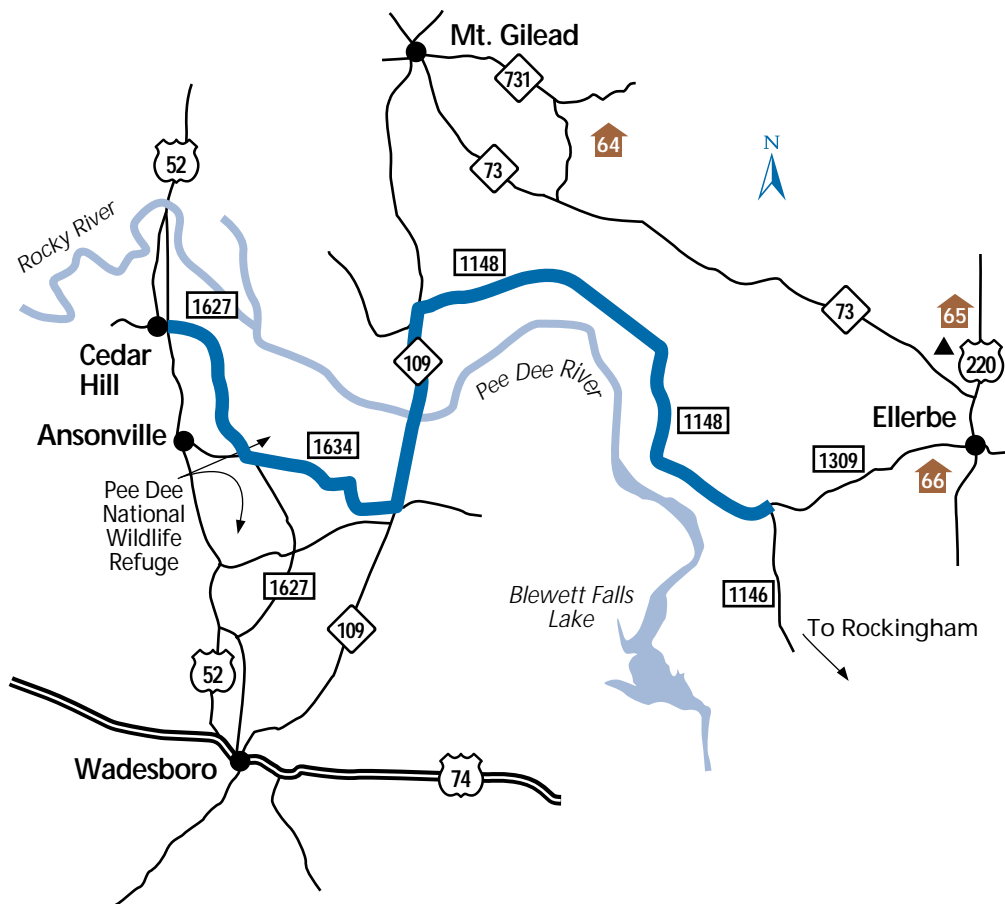 Mt. Gilead
731
64
52
73
N
Rocky River
1148
1627
65
73
109
220
Cedar
Hill
Pee Dee River
Ansonville
1634
1148
Ellerbe
1309
66
Pee Dee
National
Wildlife
Refuge
1627
Blewett Falls
Lake
1146
109
To Rockingham
52
Wadesboro
74